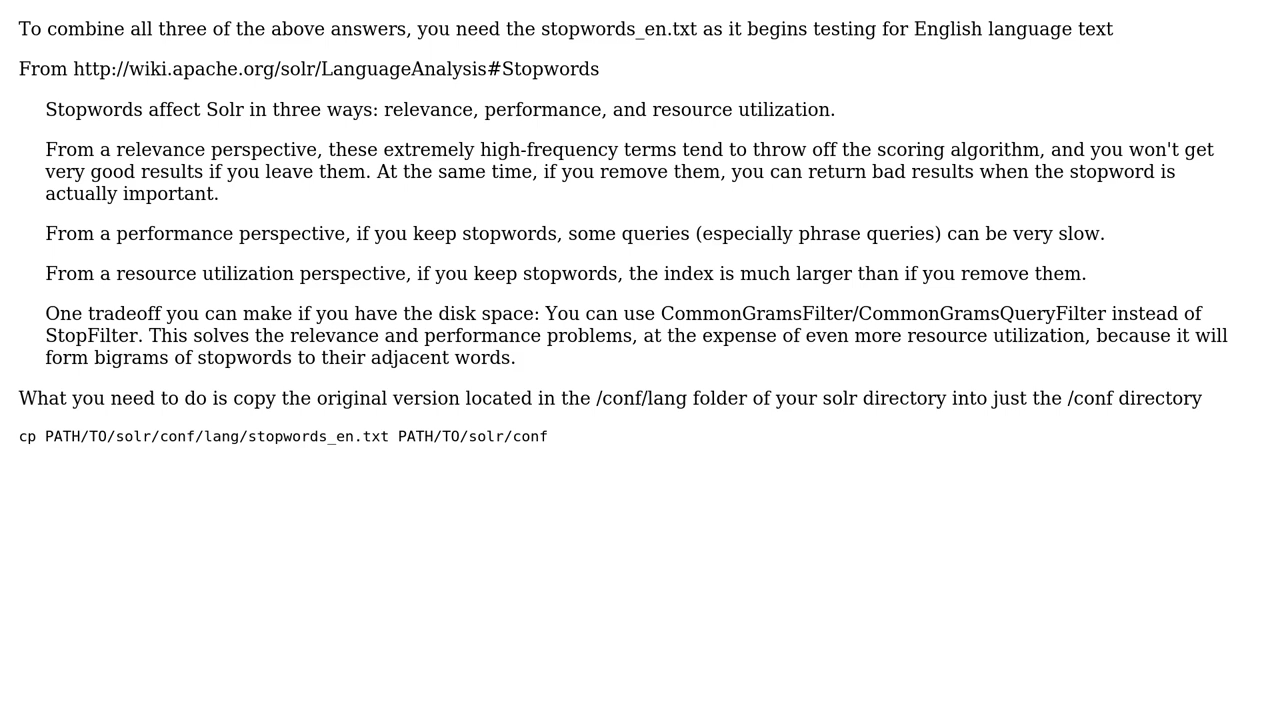 To combine all three of the above answers, you need the stopwords_en.txt as it begins testing for English language text
From http://wiki.apache.org/solr/LanguageAnalysis#Stopwords
Stopwords affect Solr in three ways: relevance, performance, and resource utilization.
From a relevance perspective, these extremely high-frequency terms tend to throw off the scoring algorithm, and you won't get
very good results if you leave them. At the same time, if you remove them, you can return bad results when the stopword is
actually important.
From a performance perspective, if you keep stopwords, some queries (especially phrase queries) can be very slow.
From a resource utilization perspective, if you keep stopwords, the index is much larger than if you remove them.
One tradeoff you can make if you have the disk space: You can use CommonGramsFilter/CommonGramsQueryFilter instead of
StopFilter. This solves the relevance and performance problems, at the expense of even more resource utilization, because it will
form bigrams of stopwords to their adjacent words.
What you need to do is copy the original version located in the /conf/lang folder of your solr directory into just the /conf directory
cp PATH/TO/solr/conf/lang/stopwords_en.txt PATH/TO/solr/conf